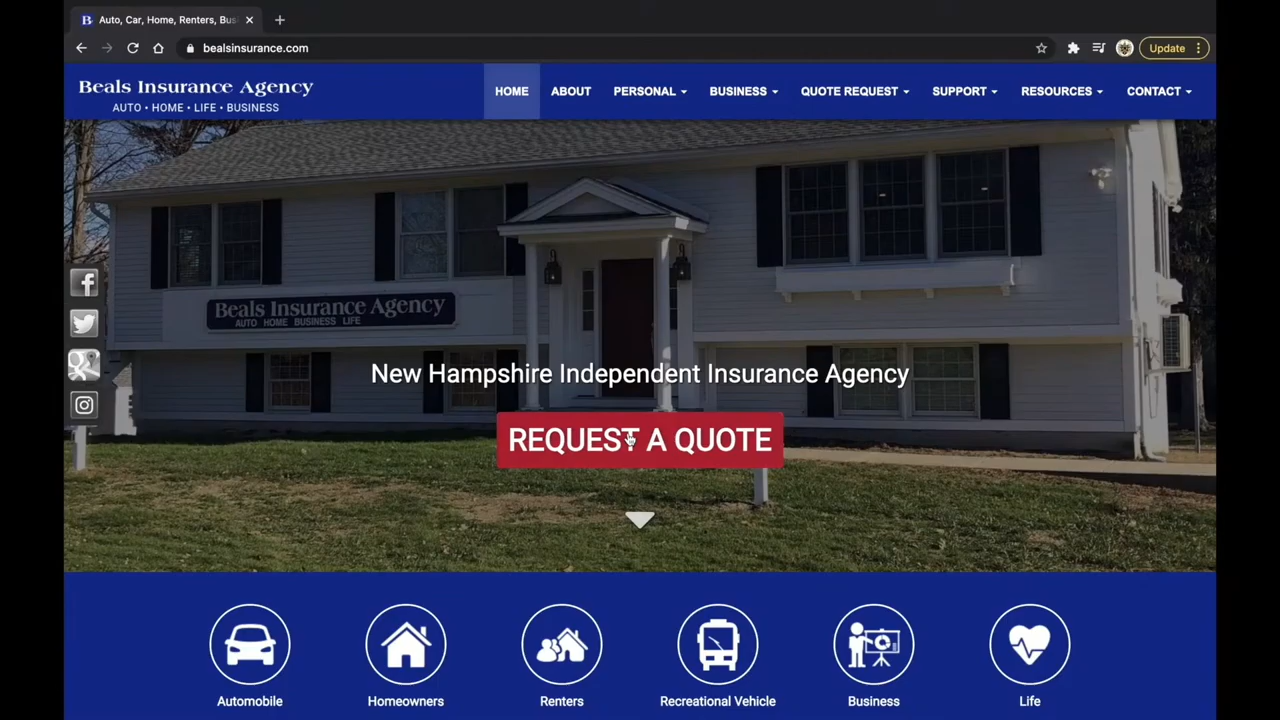 Auto, Car, Home, Renters, Bus
bealsinsurance.com
Update
Beals Insurance Agency
AUTO • HOME • LIFE • BUSINESS
HOME ABOUT PERSONAL BUSINESS QUOTE REQUEST SUPPORT RESOURCES CONTACT
Beals Insurance Agency
AUTO HOME BUSINESS LIFE
New Hampshire Independent Insurance Agency
REQUEST A QUOTE
Automobile Homeowners Renters Recreational Vehicle Business Life